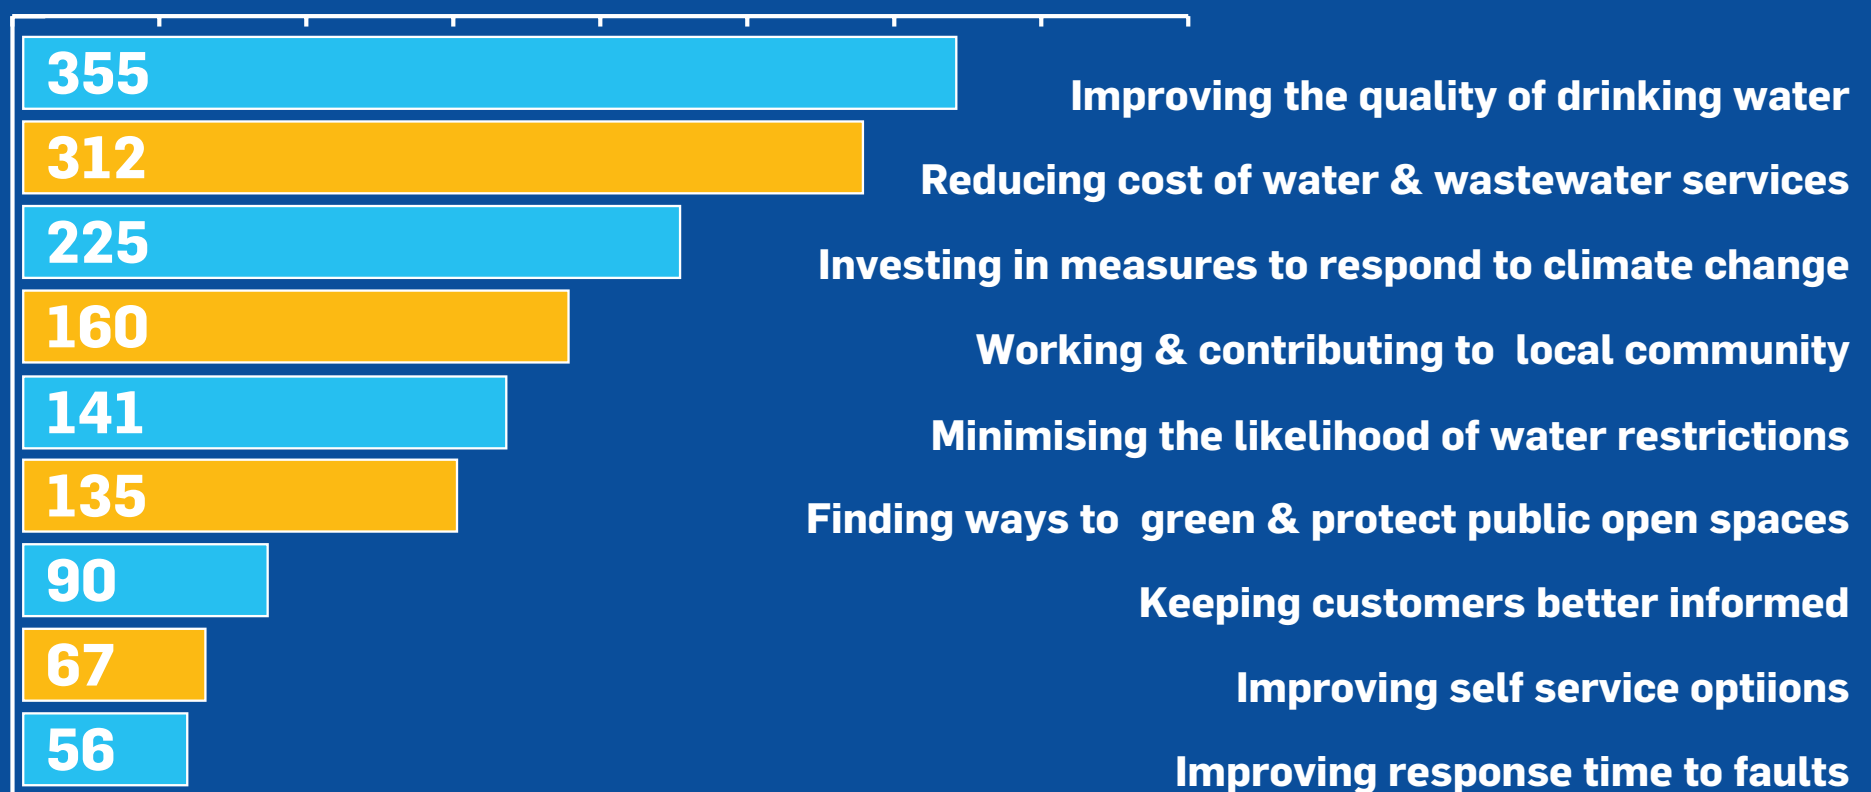 355
Improving the quality of drinking water
312
Reducing cost of water & wastewater services
225
Investing in measures to respond to climate change
160
Working & contributing to  local community
141
Minimising the likelihood of water restrictions
135
Finding ways to  green & protect public open spaces
90
Keeping customers better informed
67
Improving self service optiions
56
Improving response time to faults